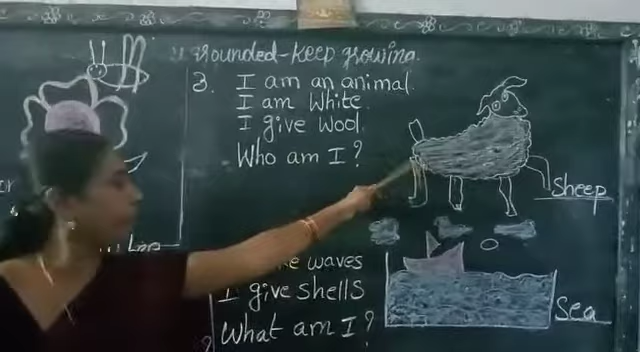 rounded-keep growing.
3. I am an animal.
I am White.
I give Wool.
Who am I?
Sheep
waves
I give shells
What am I?
Sea